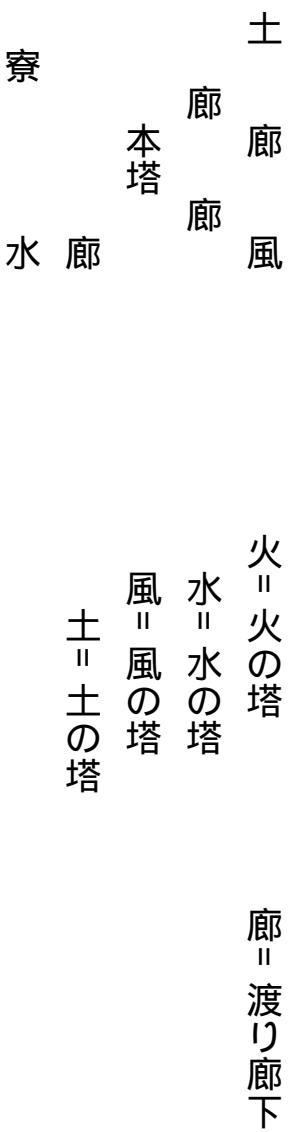 土　廊　風　　　　　　　火＝火の塔　　　　　廊＝渡り廊下
　廊　廊　　　　　　　　　水＝水の塔
　　本塔　　　　　　　　　風＝風の塔
　　　　　　廊　　　　　　　　　土＝土の塔
　寮　　　　水